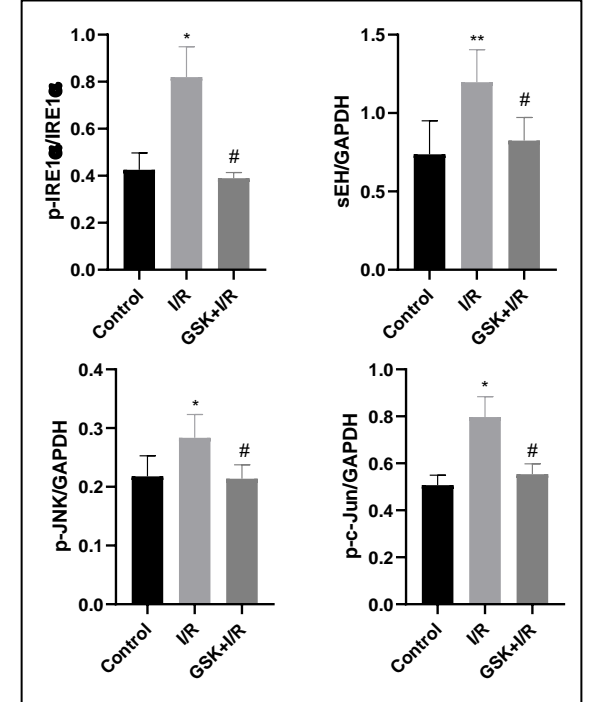 p-IRE1α/IRE1α
1.0
0.8
0.6
0.4
0.2
0.0
*
#
Control
I/R
GSK+I/R
sEH/GAPDH
1.5
1.0
0.5
0.0
**
#
Control
I/R
GSK+I/R
p-JNK/GAPDH
0.4
0.3
0.2
0.1
0.0
*
#
Control
I/R
GSK+I/R
p-c-Jun/GAPDH
1.0
0.8
0.6
0.4
0.2
0.0
*
#
Control
I/R
GSK+I/R